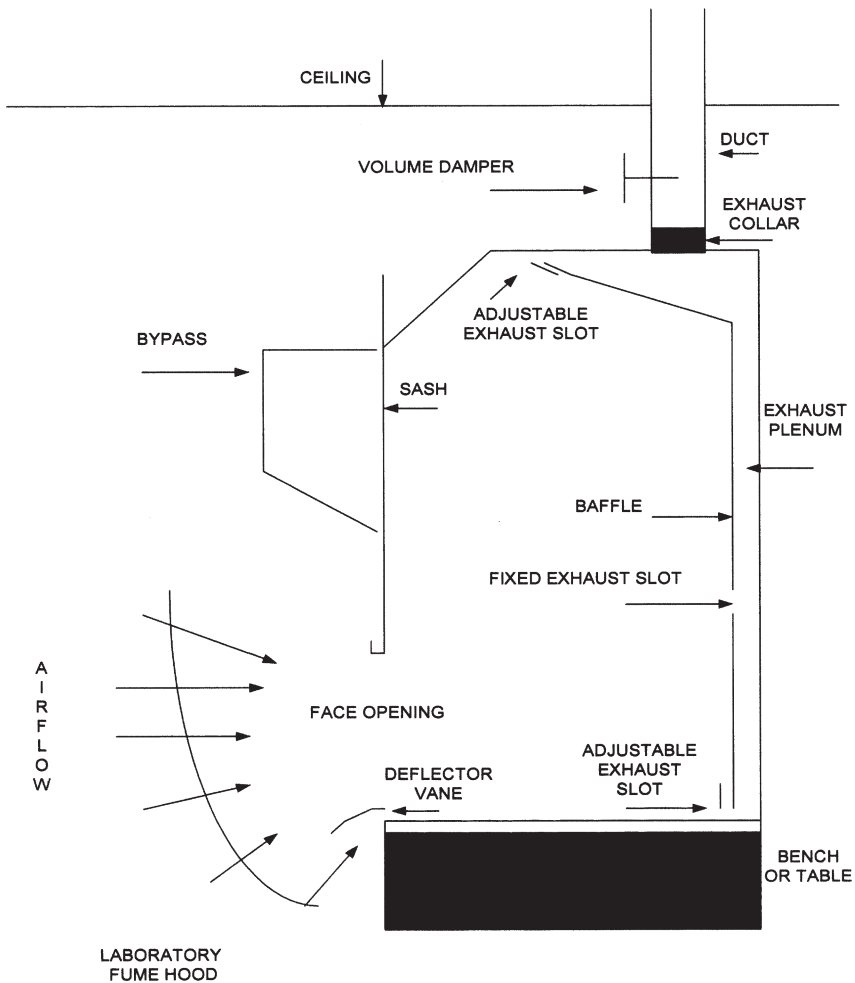 CEILING
DUCT
VOLUME DAMPER
EXHAUST
COLLAR
ADJUSTABLE
EXHAUST SLOT
BYPASS
SASH
EXHAUST
PLENUM
BAFFLE
FIXED EXHAUST SLOT
AIRFLOW
FACE OPENING
ADJUSTABLE
EXHAUST
SLOT
DEFLECTOR
VANE
BENCH
OR TABLE
LABORATORY
FUME HOOD